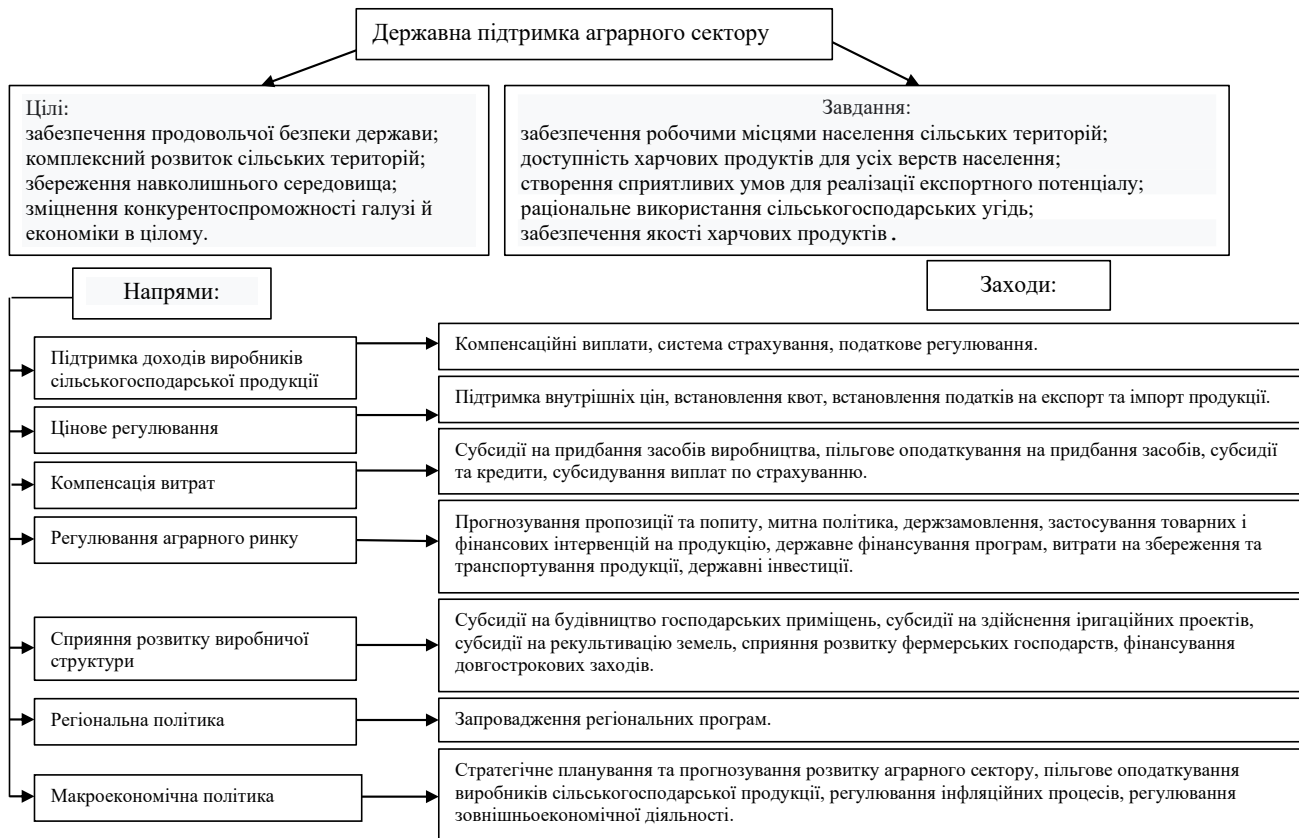 Державна підтримка аграрного сектору
Цілі:
забезпечення продовольчої безпеки держави;
комплексний розвиток сільських територій;
збереження навколишнього середовища;
зміцнення конкурентоспроможності галузі й
економіки в цілому.
Завдання:
забезпечення робочими місцями населення сільських територій;
доступність харчових продуктів для усіх верств населення;
створення сприятливих умов для реалізації експортного потенціалу;
раціональне використання сільськогосподарських угідь;
забезпечення якості харчових продуктів.
Напрями:
Заходи:
Підтримка доходів виробників
сільськогосподарської продукції
Компенсаційні виплати, система страхування, податкове регулювання.
Цінове регулювання
Підтримка внутрішніх цін, встановлення квот, встановлення податків на експорт та імпорт продукції.
Компенсація витрат
Субсидії на придбання засобів виробництва, пільгове оподаткування на придбання засобів, субсидії
та кредити, субсидування виплат по страхуванню.
Регулювання аграрного ринку
Прогнозування пропозиції та попиту, митна політика, держзамовлення, застосування товарних і
фінансових інтервенцій на продукцію, державне фінансування програм, витрати на збереження та
транспортування продукції, державні інвестиції.
Сприяння розвитку виробничої
структури
Субсидії на будівництво господарських приміщень, субсидії на здійснення іригаційних проектів,
субсидії на рекультивацію земель, сприяння розвитку фермерських господарств, фінансування
довгострокових заходів.
Регіональна політика
Запровадження регіональних програм.
Макроекономічна політика
Стратегічне планування та прогнозування розвитку аграрного сектору, пільгове оподаткування
виробників сільськогосподарської продукції, регулювання інфляційних процесів, регулювання
зовнішньоекономічної діяльності.